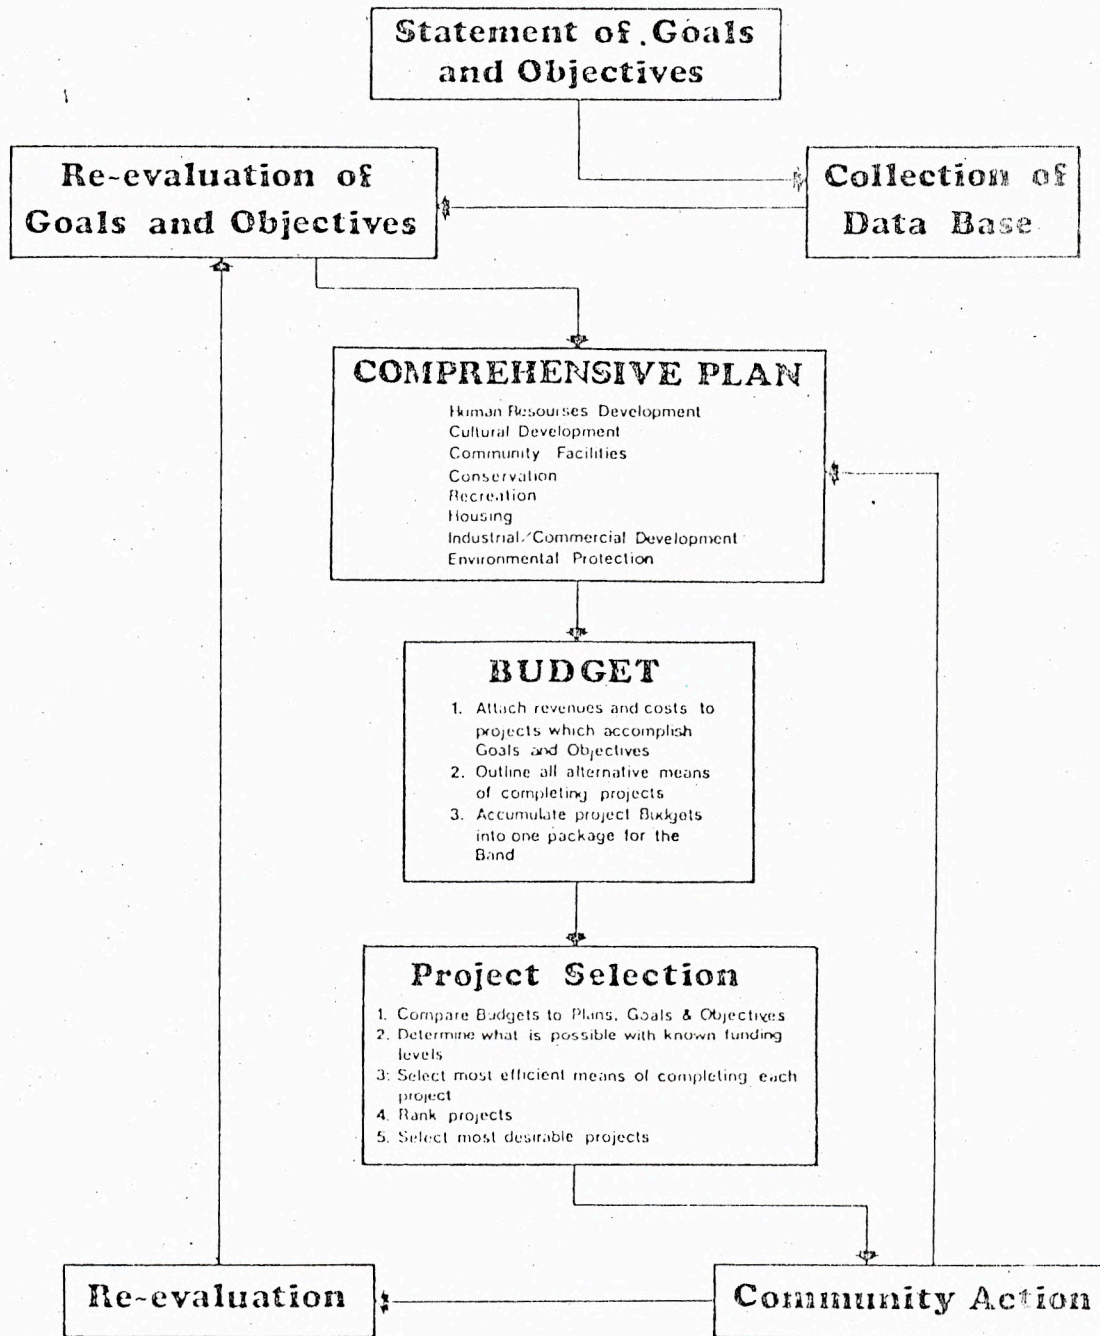 Statement of Goals
and Objectives
Re-evaluation of
Goals and Objectives
Collection of
Data Base
COMPREHENSIVE PLAN
Human Resourses Development
Cultural Development
Community Facilities
Conservation
Recreation
Housing
Industrial/Commercial Development
Environmental Protection
BUDGET
1. Attach revenues and costs to
projects which accomplish
Goals and Objectives
2. Outline all alternative means
of completing projects
3. Accumulate project Budgets
into one package for the
Band
Project Selection
1. Compare Budgets to Plans, Goals & Objectives
2. Determine what is possible with known funding
levels
3. Select most efficient means of completing each
project
4. Rank projects
5. Select most desirable projects
Re-evaluation
Community Action